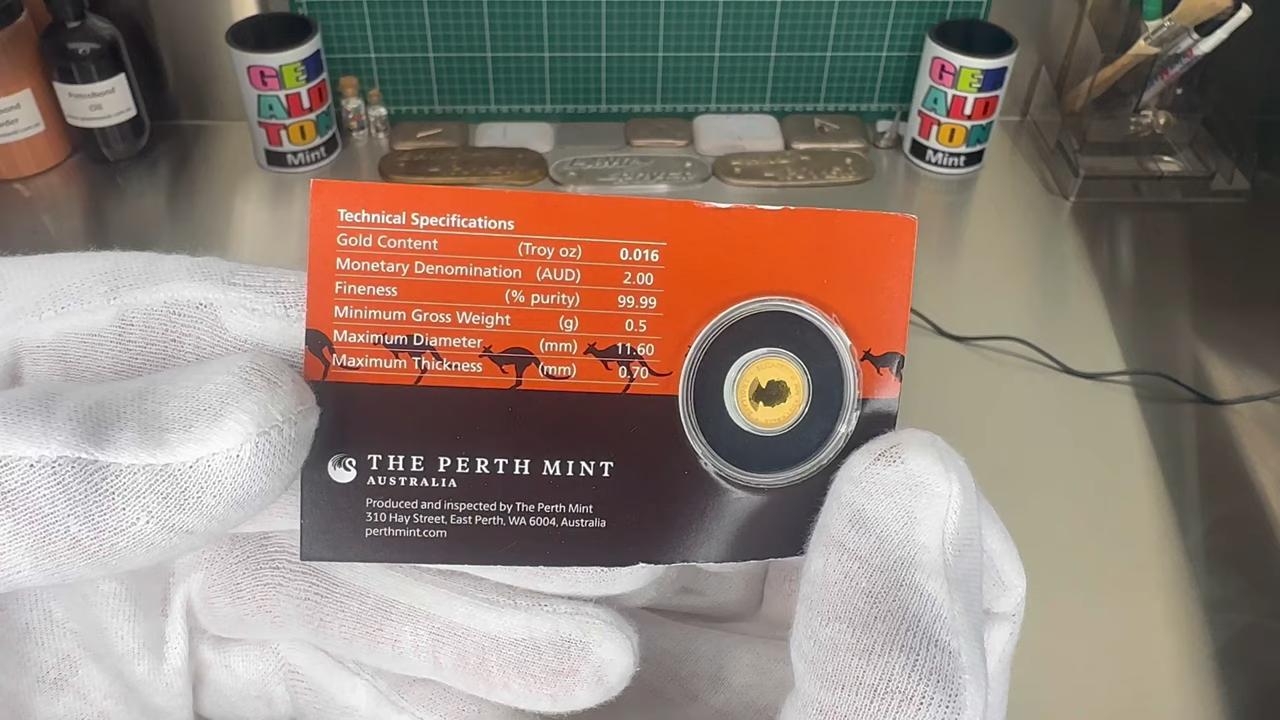 GER
ALD
TON
Mint
GER
ALD
TON
Mint
Oil
Technical Specifications
Gold Content (Troy oz) 0.016
Monetary Denomination (AUD) 2.00
Fineness (% purity) 99.99
Minimum Gross Weight (g) 0.5
Maximum Diameter (mm) 11.60
Maximum Thickness (mm) 0.70
THE PERTH MINT
AUSTRALIA
Produced and inspected by The Perth Mint
310 Hay Street, East Perth, WA 6004, Australia
perthmint.com